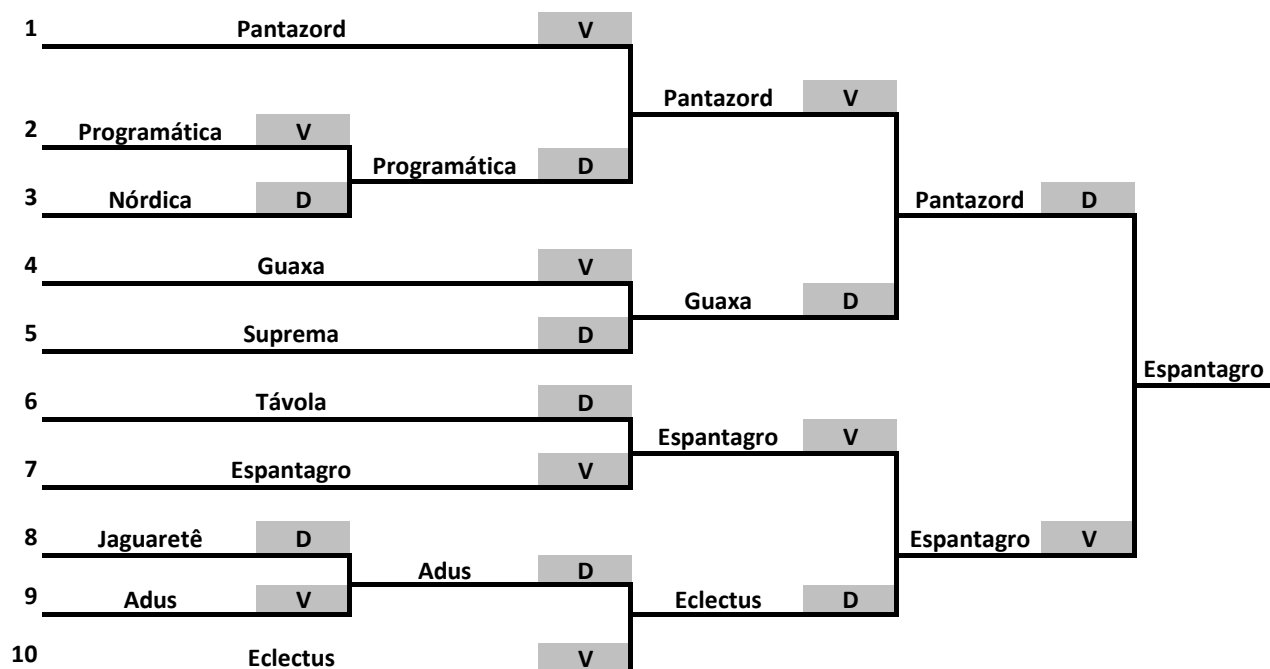 1 Pantazord V
Pantazord V
2 Programática V
Programática D
3 Nórdica D
Pantazord D
4 Guaxa V
Guaxa D
5 Suprema D
Espantagro
6 Távola D
Espantagro V
7 Espantagro V
8 Jaguaretê D
Espantagro V
Adus D
9 Adus V
Eclectus D
10 Eclectus V